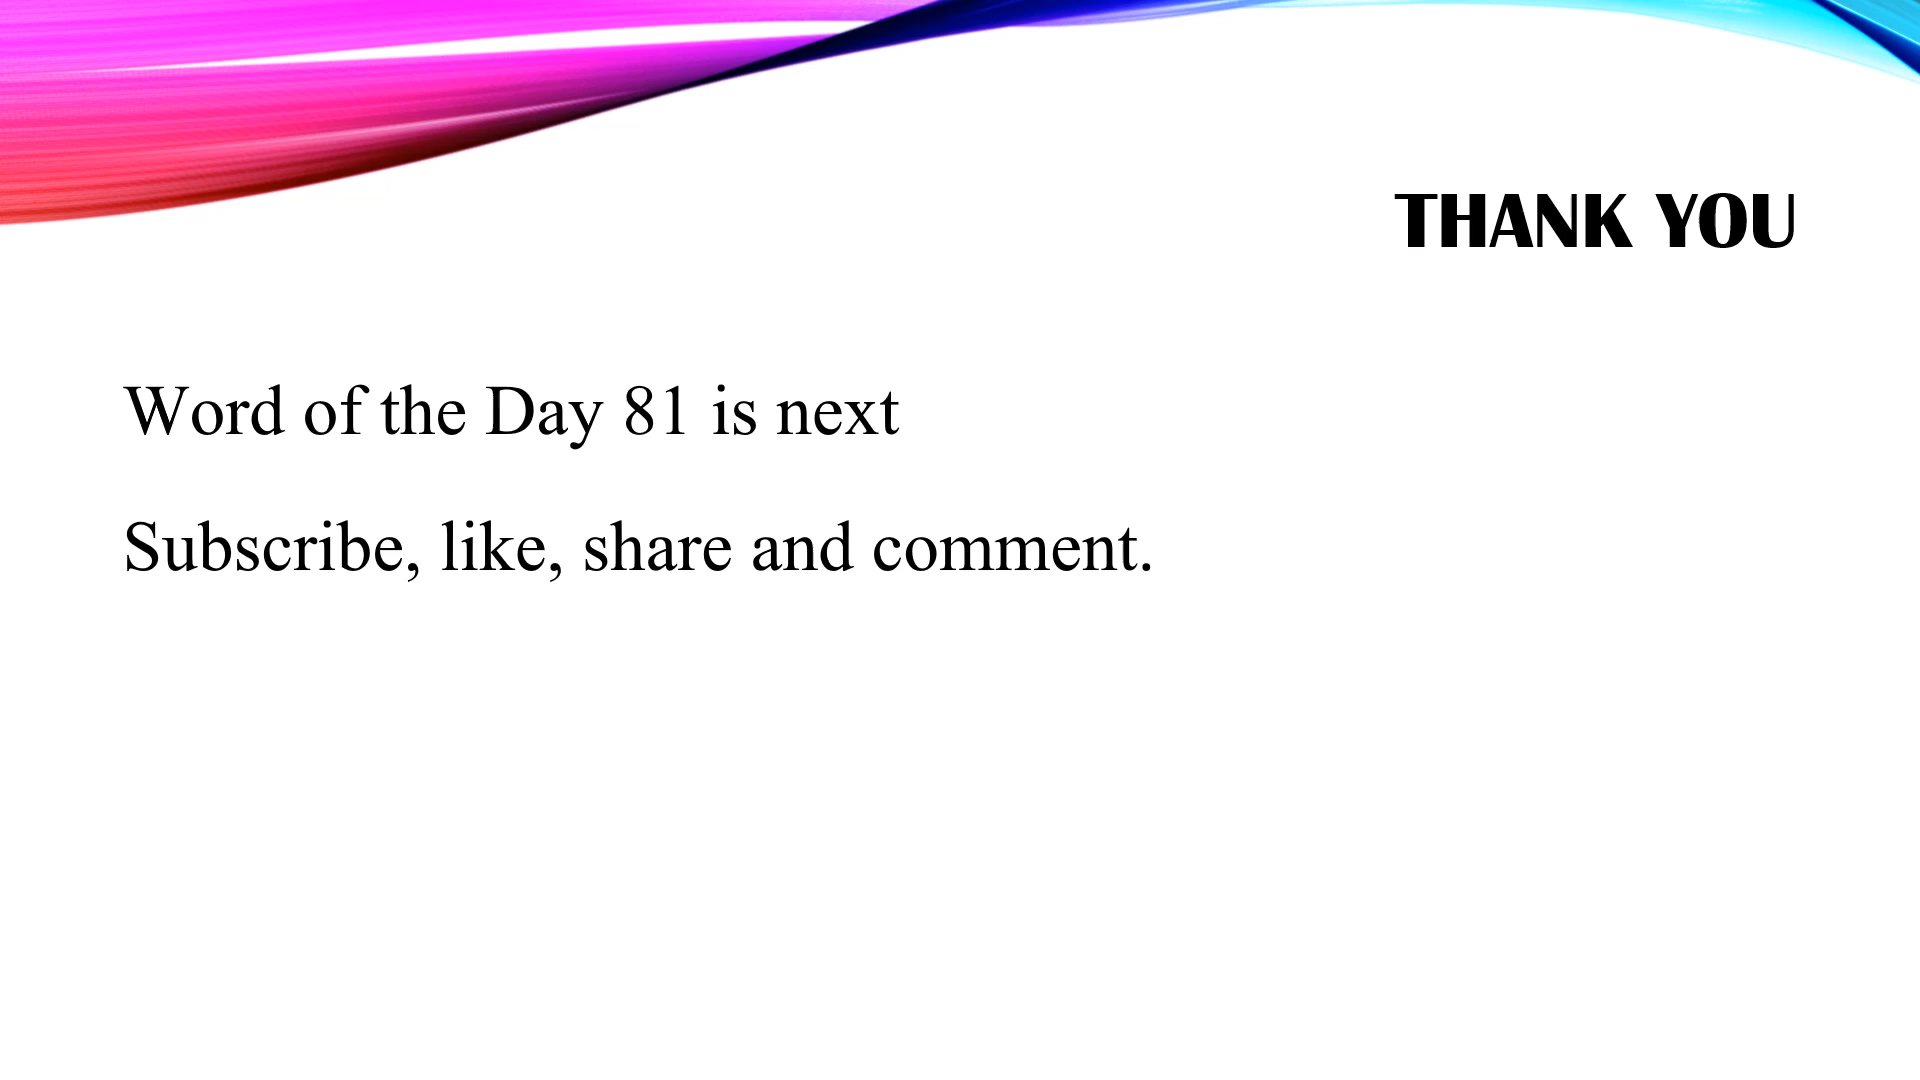 THANK YOU
Word of the Day 81 is next
Subscribe, like, share and comment.